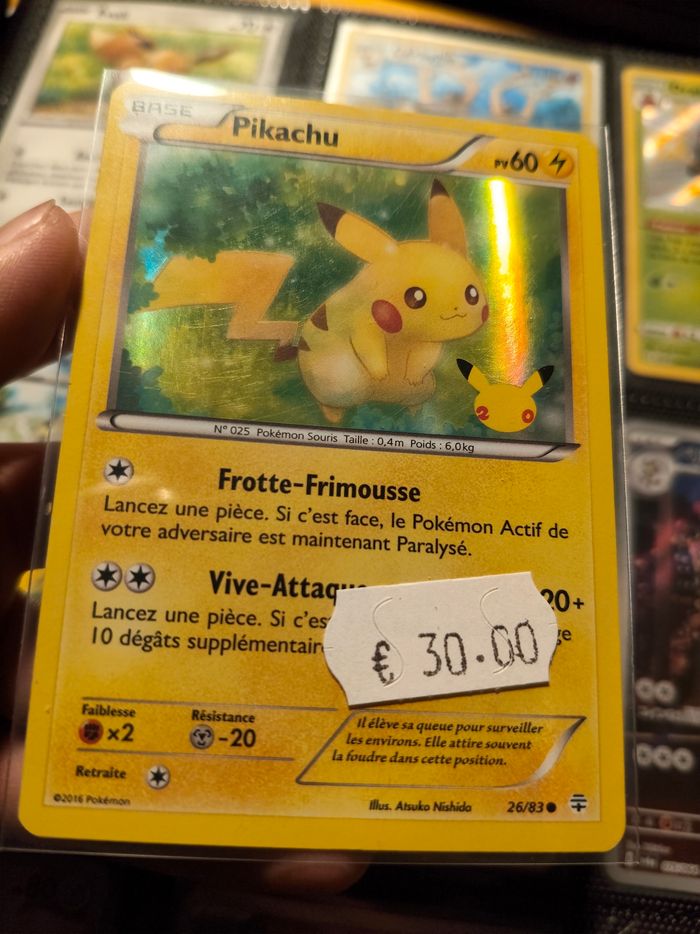 BASE
Pikachu
PV60
20
N° 025 Pokémon Souris Taille : 0,4m Poids : 6,0kg
Frotte-Frimousse
Lancez une pièce. Si c'est face, le Pokémon Actif de
votre adversaire est maintenant Paralysé.
Vive-Attaqu 20+
Lancez une pièce. Si c'es
10 dégâts supplémentair ge
€ 30.00
Faiblesse
×2
Résistance
-20
Retraite
Il élève sa queue pour surveiller
les environs. Elle attire souvent
la foudre dans cette position.
©2016 Pokémon
Illus. Atsuko Nishida
26/83